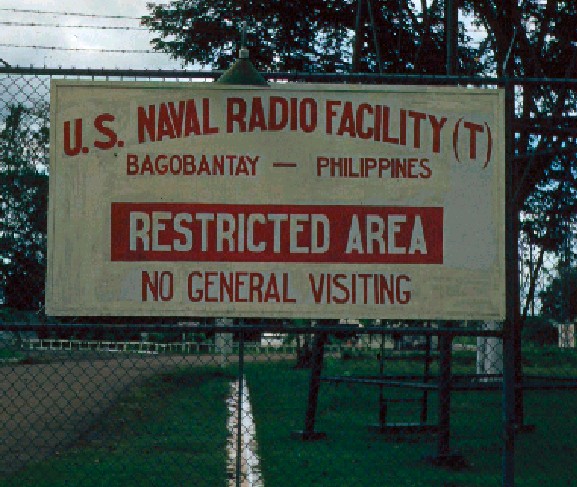 U.S. NAVAL RADIO FACILITY (T)
BAGOBANTAY — PHILIPPINES
RESTRICTED AREA
NO GENERAL VISITING